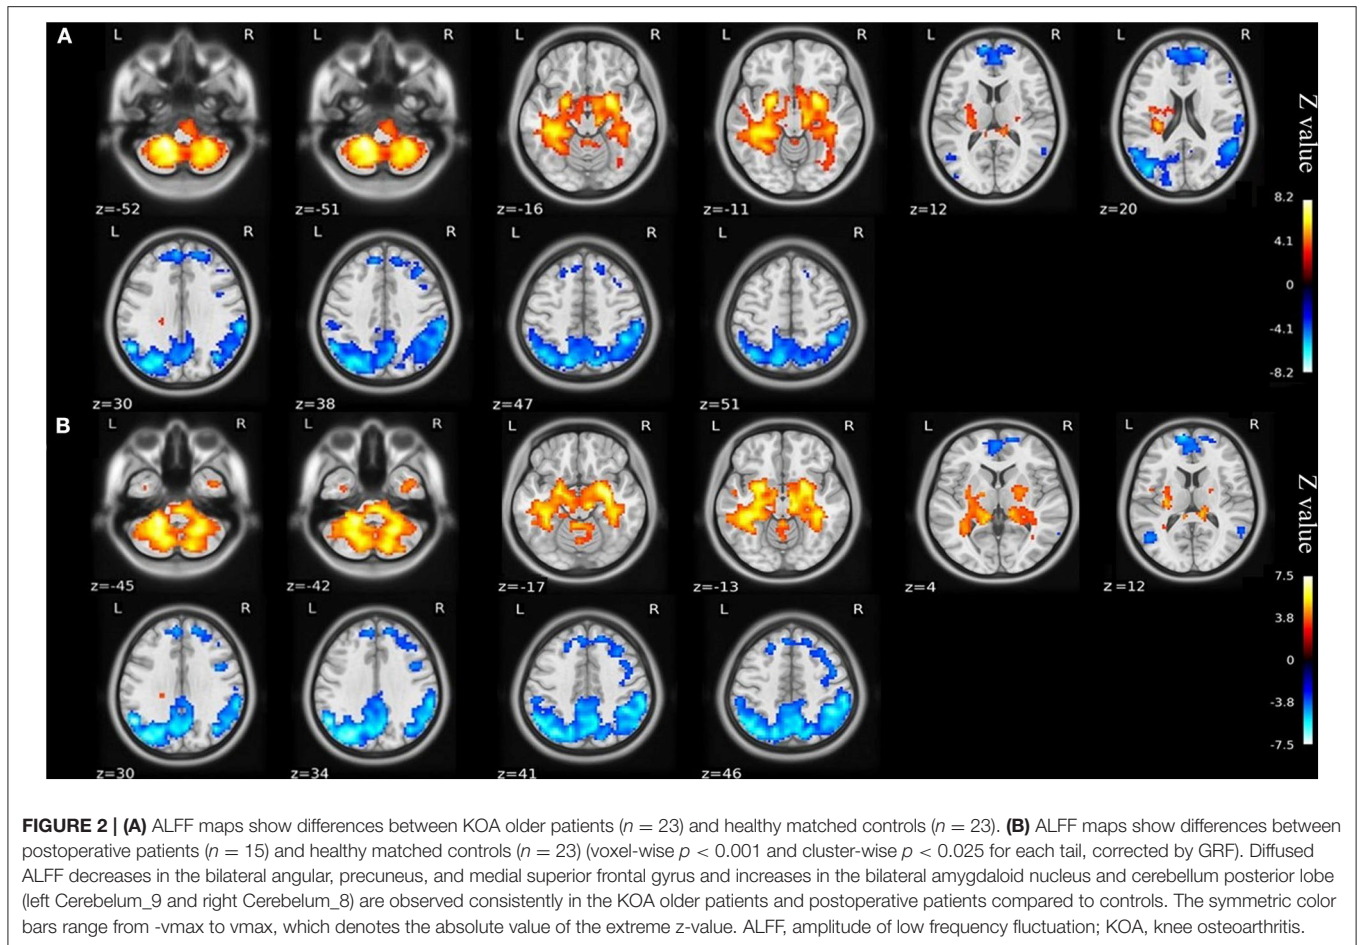 A
L R L R L R L R L R L R
z=-52 z=-51 z=-16 z=-11 z=12 z=20
Z value
8.2
4.1
0
-4.1
-8.2
L R L R L R L R
z=30 z=38 z=47 z=51
B
L R L R L R L R L R L R
z=-45 z=-42 z=-17 z=-13 z=4 z=12
Z value
7.5
3.8
0
-3.8
-7.5
L R L R L R L R
z=30 z=34 z=41 z=46
FIGURE 2 | (A) ALFF maps show differences between KOA older patients (n = 23) and healthy matched controls (n = 23). (B) ALFF maps show differences between
postoperative patients (n = 15) and healthy matched controls (n = 23) (voxel-wise p < 0.001 and cluster-wise p < 0.025 for each tail, corrected by GRF). Diffused
ALFF decreases in the bilateral angular, precuneus, and medial superior frontal gyrus and increases in the bilateral amygdaloid nucleus and cerebellum posterior lobe
(left Cerebelum_9 and right Cerebelum_8) are observed consistently in the KOA older patients and postoperative patients compared to controls. The symmetric color
bars range from -vmax to vmax, which denotes the absolute value of the extreme z-value. ALFF, amplitude of low frequency fluctuation; KOA, knee osteoarthritis.